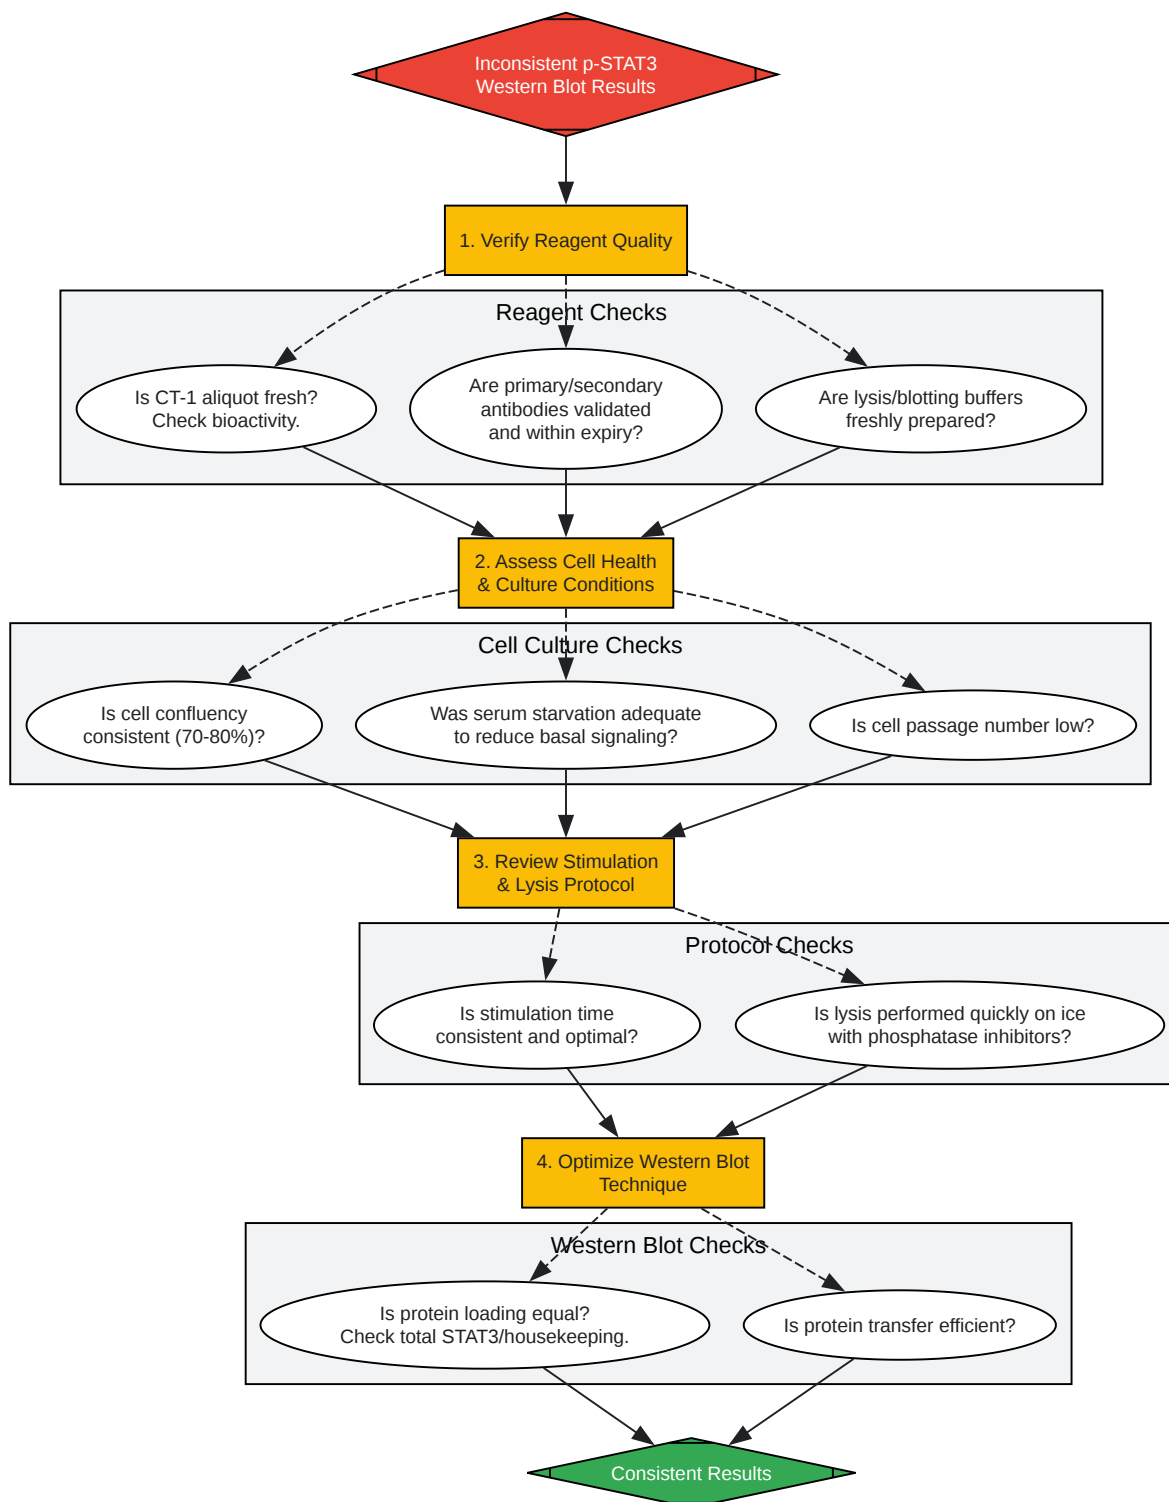 Inconsistent p-STAT3
Western Blot Results
1. Verify Reagent Quality
Reagent Checks
Is CT-1 aliquot fresh?
Check bioactivity.
Are primary/secondary
antibodies validated
and within expiry?
Are lysis/blotting buffers
freshly prepared?
2. Assess Cell Health
& Culture Conditions
Cell Culture Checks
Is cell confluency
consistent (70-80%)?
Was serum starvation adequate
to reduce basal signaling?
Is cell passage number low?
3. Review Stimulation
& Lysis Protocol
Protocol Checks
Is stimulation time
consistent and optimal?
Is lysis performed quickly on ice
with phosphatase inhibitors?
4. Optimize Western Blot
Technique
Western Blot Checks
Is protein loading equal?
Check total STAT3/housekeeping.
Is protein transfer efficient?
Consistent Results